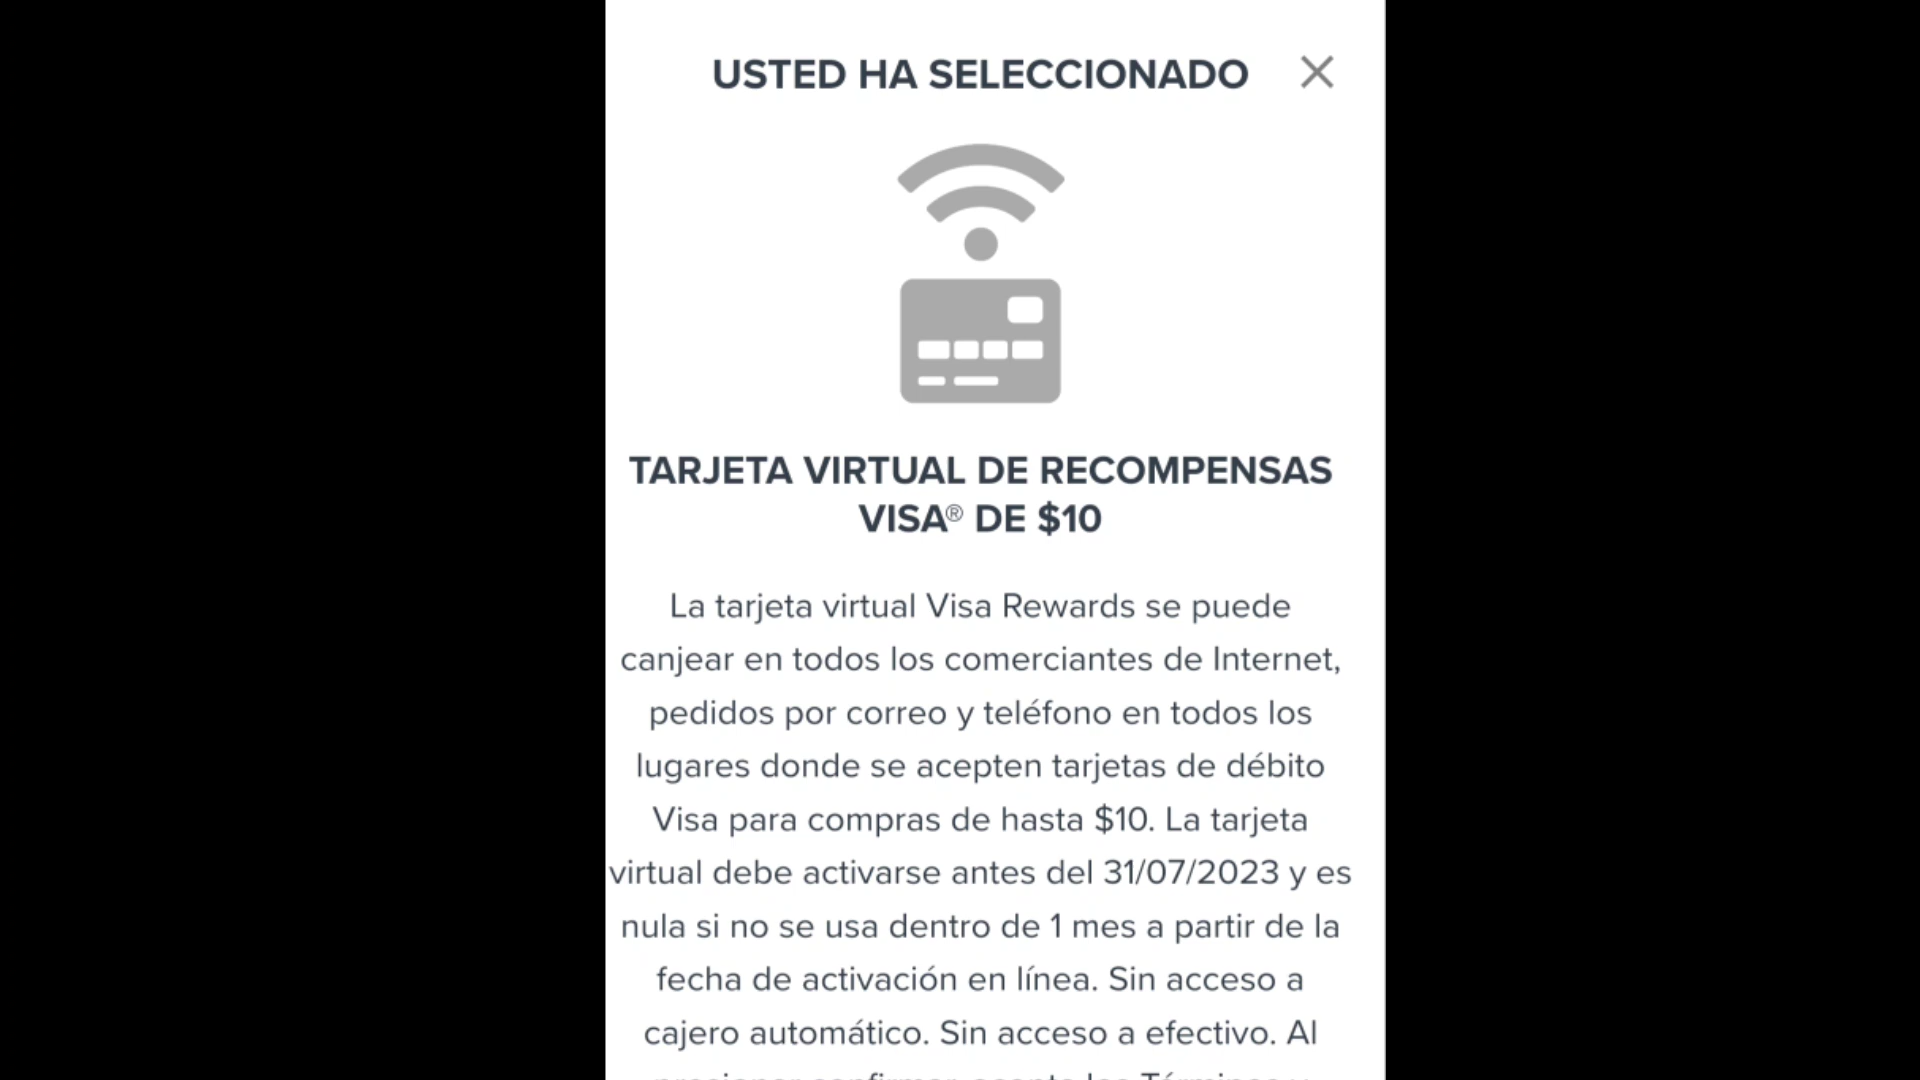 USTED HA SELECCIONADO
TARJETA VIRTUAL DE RECOMPENSAS
VISA® DE $10
La tarjeta virtual Visa Rewards se puede
canjear en todos los comerciantes de Internet,
pedidos por correo y teléfono en todos los
lugares donde se acepten tarjetas de débito
Visa para compras de hasta $10. La tarjeta
virtual debe activarse antes del 31/07/2023 y es
nula si no se usa dentro de 1 mes a partir de la
fecha de activación en línea. Sin acceso a
cajero automático. Sin acceso a efectivo. Al